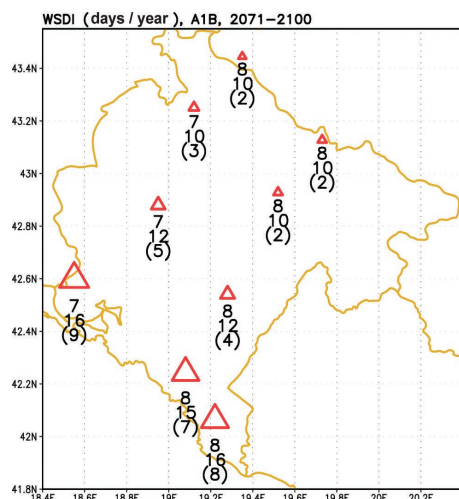 WSDI (days / year), A1B, 2071-2100
43.4N
8
10
(2)
43.2N
7
10
(3)
8
10
(2)
43N
8
10
(2)
42.8N
7
12
(5)
42.6N
7
16
(9)
8
12
(4)
42.4N
42.2N
8
15
(7)
42N
8
16
(8)
41.8N
18.4E
18.6E
18.8E
19E
19.2E
19.4E
19.6E
19.8E
20E
20.2E